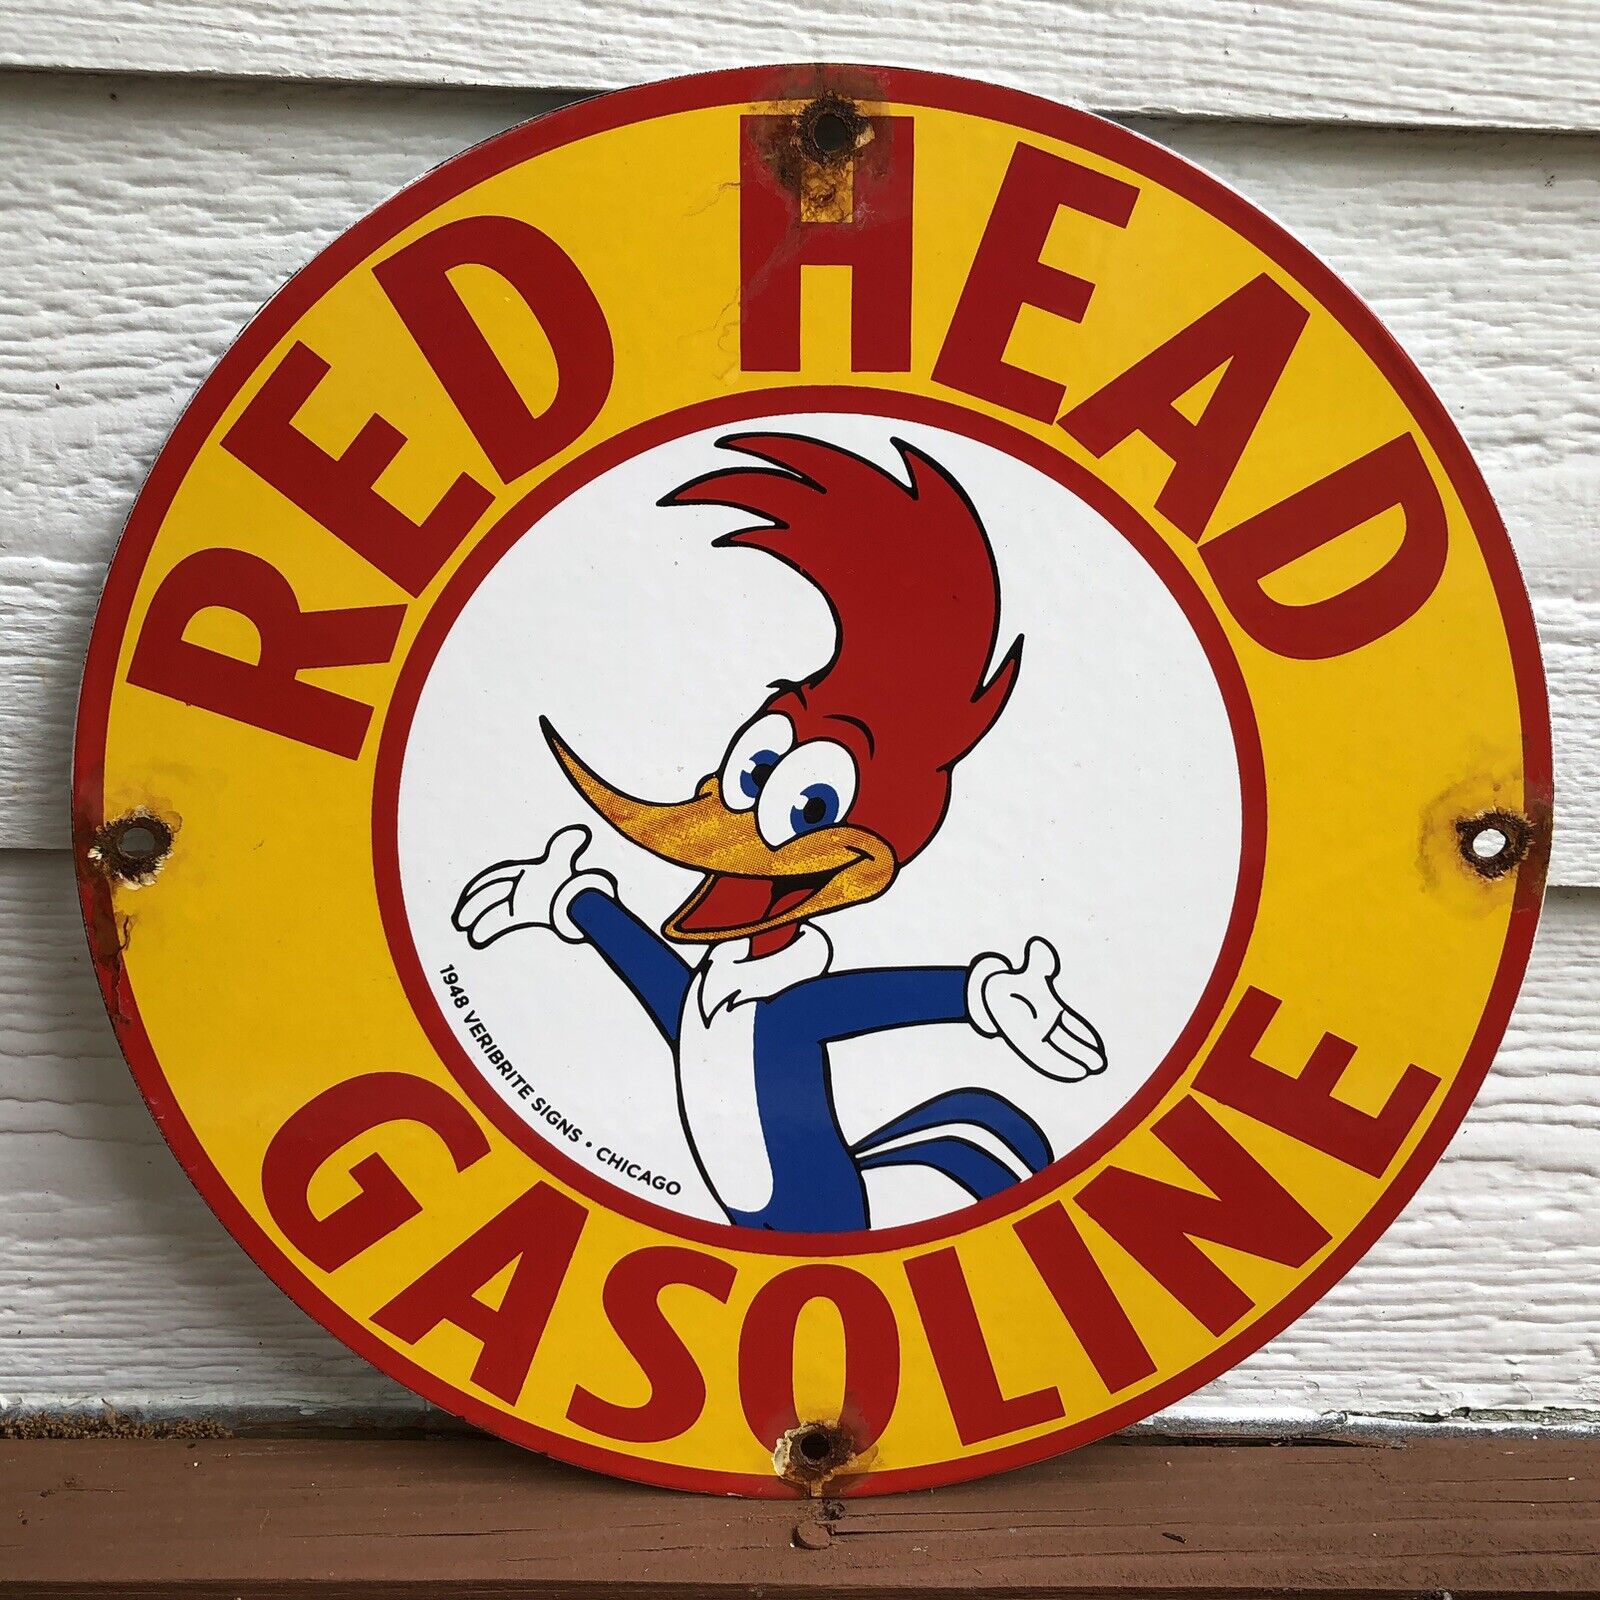 RED HEAD
1948 VERIBRITE SIGNS • CHICAGO
GASOLINE